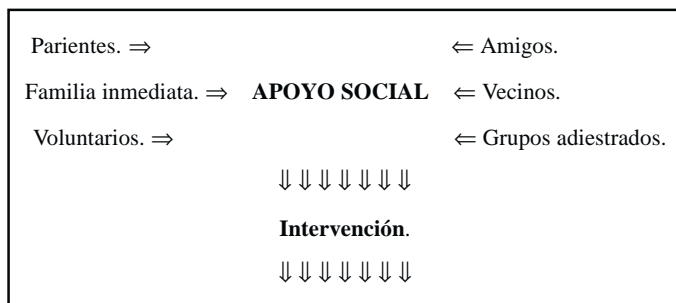 Parientes. ⇒ ⇐ Amigos.
Familia inmediata. ⇒ APOYO SOCIAL ⇐ Vecinos.
Voluntarios. ⇒ ⇐ Grupos adiestrados.
⇓⇓⇓⇓⇓⇓⇓
Intervención.
⇓⇓⇓⇓⇓⇓⇓